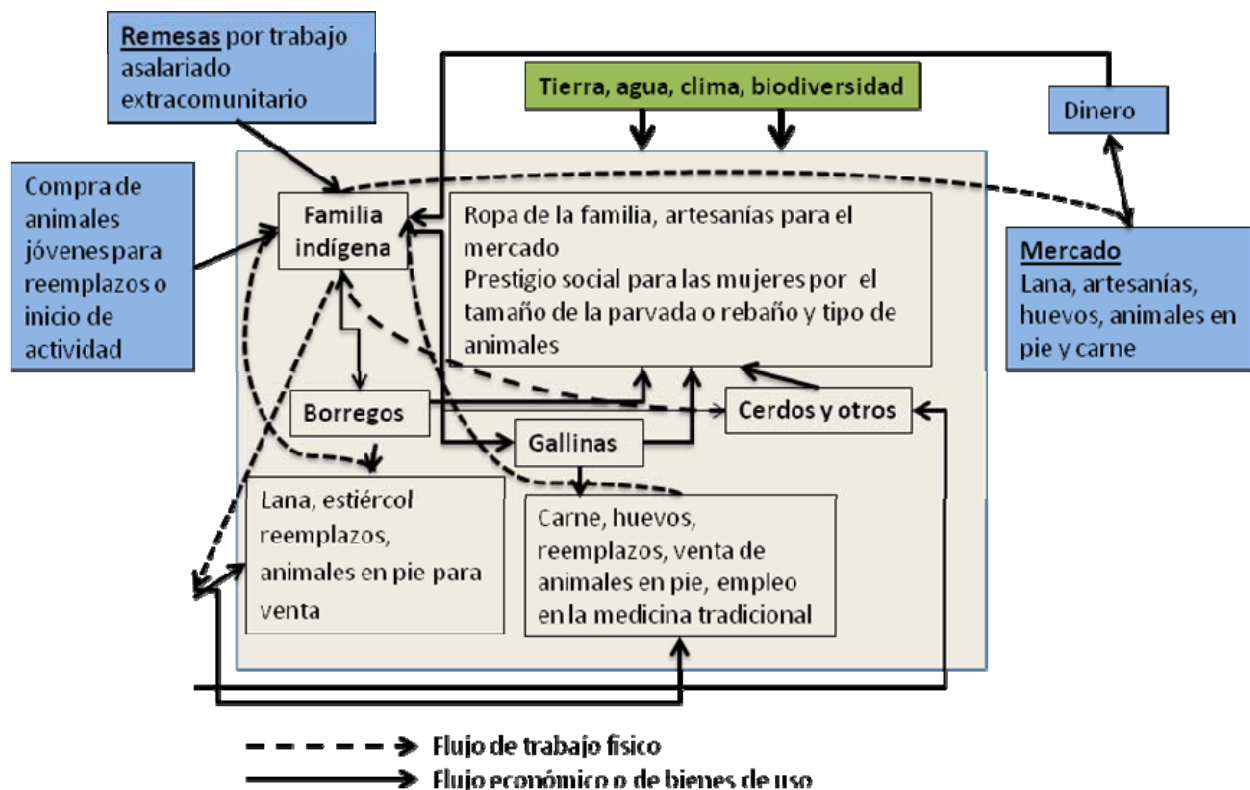 Remesas por trabajo
asalariado
extracomunitario
Tierra, agua, clima, biodiversidad
Dinero
Compra de
animales
jóvenes para
reemplazos o
inicio de
actividad
Familia
indígena
Ropa de la familia, artesanías para el
mercado
Prestigio social para las mujeres por el
tamaño de la parvada o rebaño y tipo de
animales
Mercado
Lana, artesanías,
huevos, animales en
pie y carne
Borregos
Gallinas
Cerdos y otros
Lana, estiércol
reemplazos,
animales en pie para
venta
Carne, huevos,
reemplazos, venta de
animales en pie, empleo
en la medicina tradicional
Flujo de trabajo físico
Flujo económico o de bienes de uso